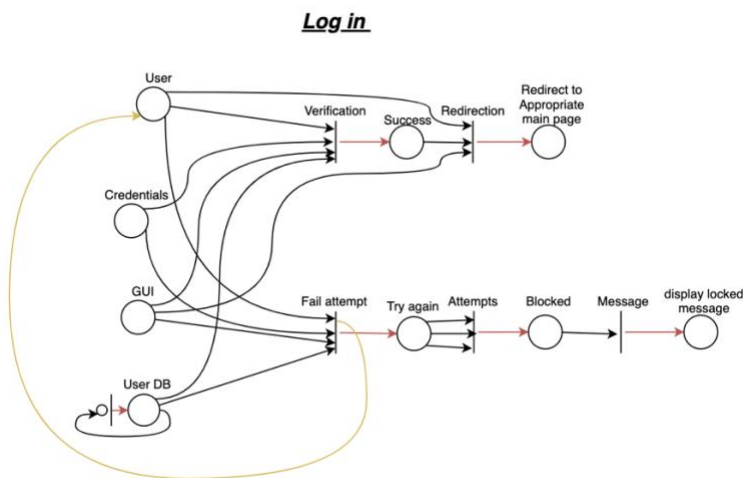 Log in
User
Verification
Success
Redirection
Redirect to
Appropriate
main page
Credentials
GUI
Fail attempt
Try again
Attempts
Blocked
Message
display locked
message
User DB